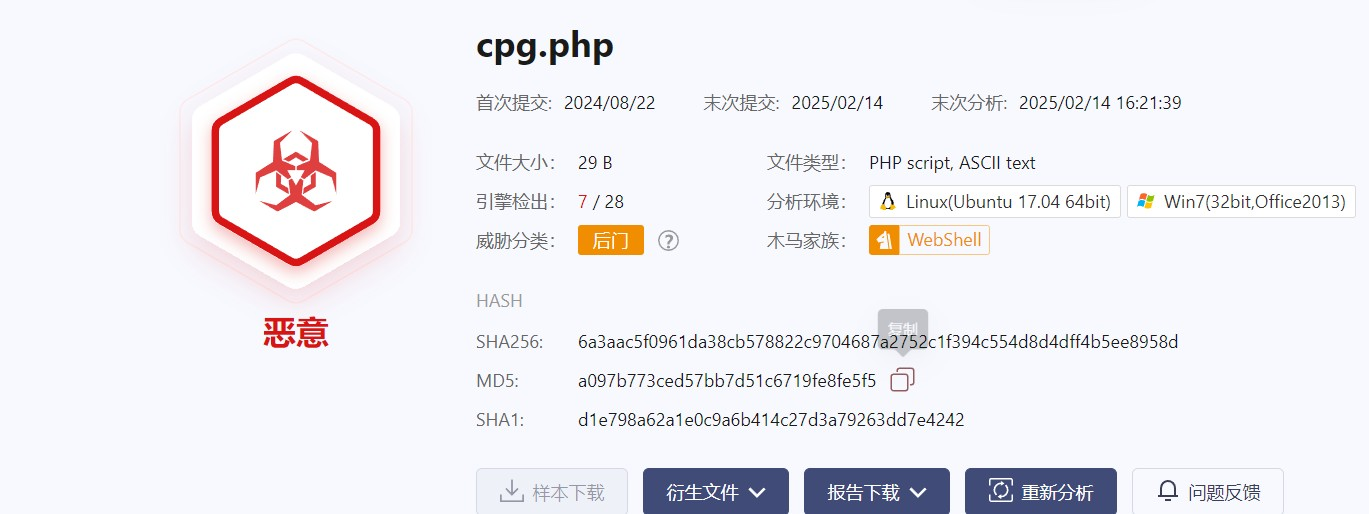 cpg.php
首次提交: 2024/08/22 末次提交: 2025/02/14 末次分析: 2025/02/14 16:21:39
文件大小: 29 B 文件类型: PHP script, ASCII text
引擎检出: 7 / 28 分析环境: Linux(Ubuntu 17.04 64bit) Win7(32bit,Office2013)
威胁分类: 后门 ? 木马家族: WebShell
恶意
HASH
复制
SHA256: 6a3aac5f0961da38cb578822c9704687a2752c1f394c554d8d4dff4b5ee8958d
MD5: a097b773ced57bb7d51c6719fe8fe5f5
SHA1: d1e798a62a1e0c9a6b414c27d3a79263dd7e4242
样本下载 衍生文件 报告下载 重新分析 问题反馈